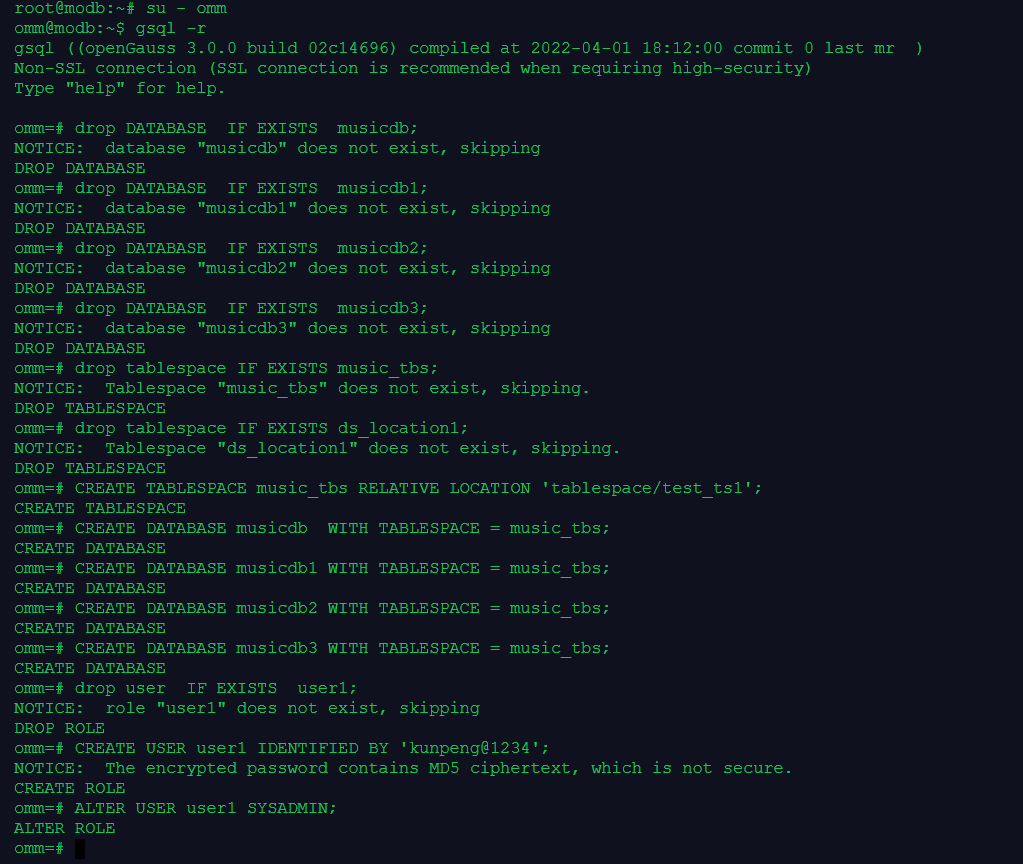 root@modb:~# su - omm
omm@modb:~$ gsql -r
gsql ((openGauss 3.0.0 build 02c14696) compiled at 2022-04-01 18:12:00 commit 0 last mr  )
Non-SSL connection (SSL connection is recommended when requiring high-security)
Type "help" for help.

omm=# drop DATABASE  IF EXISTS  musicdb;
NOTICE:  database "musicdb" does not exist, skipping
DROP DATABASE
omm=# drop DATABASE  IF EXISTS  musicdb1;
NOTICE:  database "musicdb1" does not exist, skipping
DROP DATABASE
omm=# drop DATABASE  IF EXISTS  musicdb2;
NOTICE:  database "musicdb2" does not exist, skipping
DROP DATABASE
omm=# drop DATABASE  IF EXISTS  musicdb3;
NOTICE:  database "musicdb3" does not exist, skipping
DROP DATABASE
omm=# drop tablespace IF EXISTS music_tbs;
NOTICE:  Tablespace "music_tbs" does not exist, skipping.
DROP TABLESPACE
omm=# drop tablespace IF EXISTS ds_location1;
NOTICE:  Tablespace "ds_location1" does not exist, skipping.
DROP TABLESPACE
omm=# CREATE TABLESPACE music_tbs RELATIVE LOCATION 'tablespace/test_ts1';
CREATE TABLESPACE
omm=# CREATE DATABASE musicdb  WITH TABLESPACE = music_tbs;
CREATE DATABASE
omm=# CREATE DATABASE musicdb1 WITH TABLESPACE = music_tbs;
CREATE DATABASE
omm=# CREATE DATABASE musicdb2 WITH TABLESPACE = music_tbs;
CREATE DATABASE
omm=# CREATE DATABASE musicdb3 WITH TABLESPACE = music_tbs;
CREATE DATABASE
omm=# drop user  IF EXISTS  user1;
NOTICE:  role "user1" does not exist, skipping
DROP ROLE
omm=# CREATE USER user1 IDENTIFIED BY 'kunpeng@1234';
NOTICE:  The encrypted password contains MD5 ciphertext, which is not secure.
CREATE ROLE
omm=# ALTER USER user1 SYSADMIN;
ALTER ROLE
omm=#